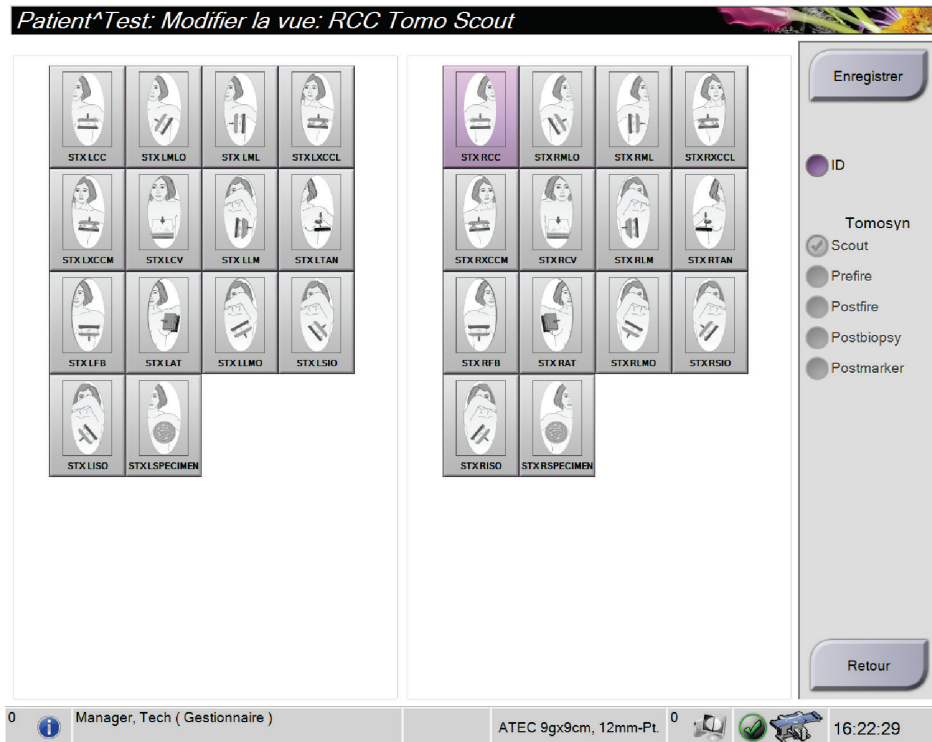 Patient^Test: Modifier la vue: RCC Tomo Scout
STX LCC
STX LMLO
STX LML
STX LXCCL
STX LXCCM
STX LCV
STX LLM
STX LTAN
STX LFB
STX LAT
STX LLMO
STX LSIO
STX LISO
STX LSPECIMEN
STX RCC
STX RMLO
STX RML
STX RXCCL
STX RXCCM
STX RCV
STX RLM
STX RTAN
STX RFB
STX RAT
STX RLMO
STX RSIO
STX RISO
STX RSPECIMEN
Enregistrer
ID
Tomosyn
Scout
Prefire
Postfire
Postbiopsy
Postmarker
Retour
0
Manager, Tech ( Gestionnaire )
ATEC 9gx9cm, 12mm-Pt.
0
16:22:29